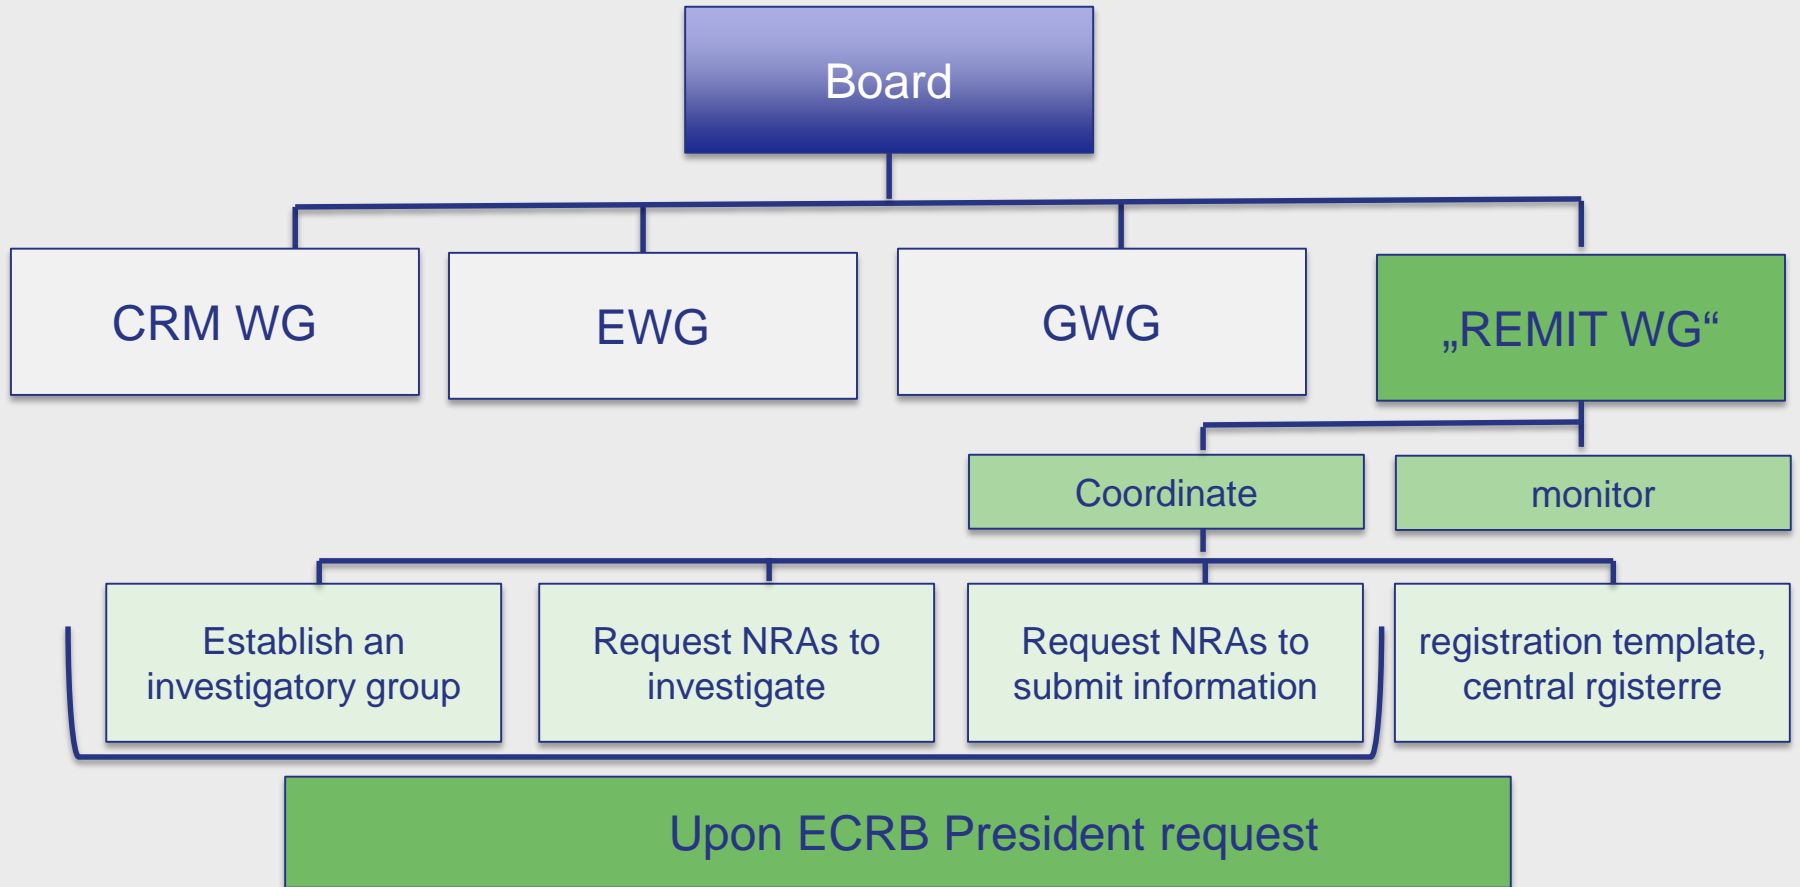 Board
CRM WG
EWG
GWG
„REMIT WG“
Coordinate
monitor
Establish an
investigatory group
Request NRAs to
investigate
Request NRAs to
submit information
registration template,
central rgisterre
Upon ECRB President request